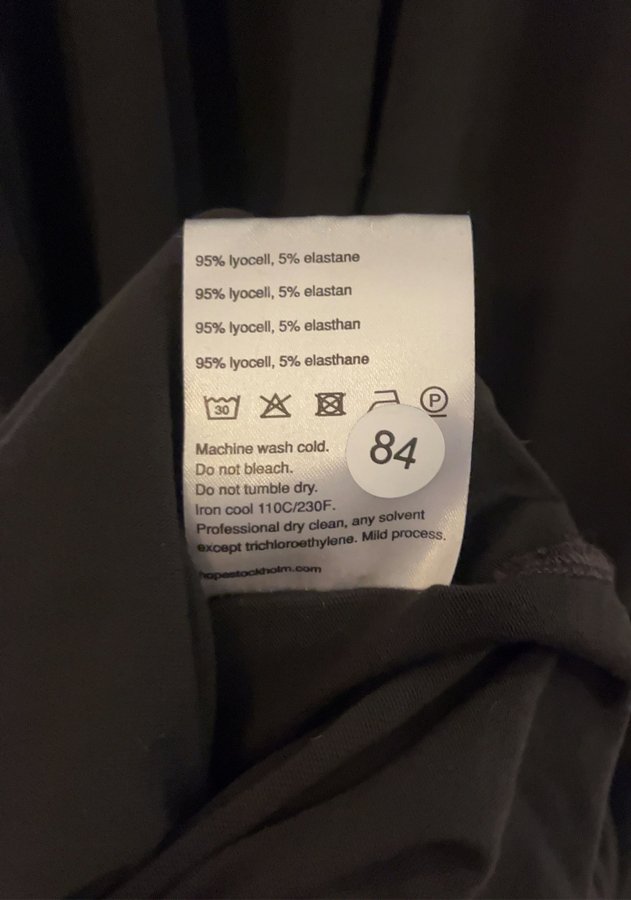 95% lyocell, 5% elastane
95% lyocell, 5% elastan
95% lyocell, 5% elasthan
95% lyocell, 5% elasthane
30 P
84
Machine wash cold.
Do not bleach.
Do not tumble dry.
Iron cool 110C/230F.
Professional dry clean, any solvent
except trichloroethylene. Mild process.
hopestockholm.com